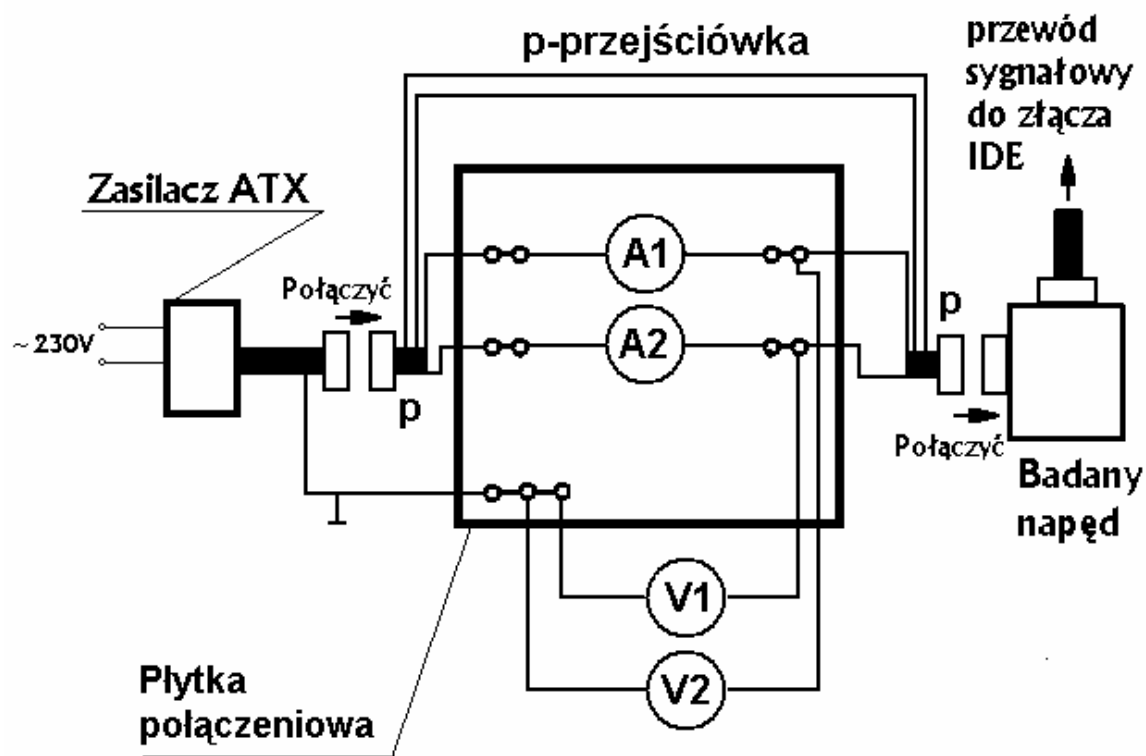 p-przejściówka
przewód
sygnałowy
do złącza
IDE
Zasilacz ATX
Połączyć
~230V
A1
A2
p
p
Połączyć
Badany
napęd
V1
V2
Płytka
połączeniowa